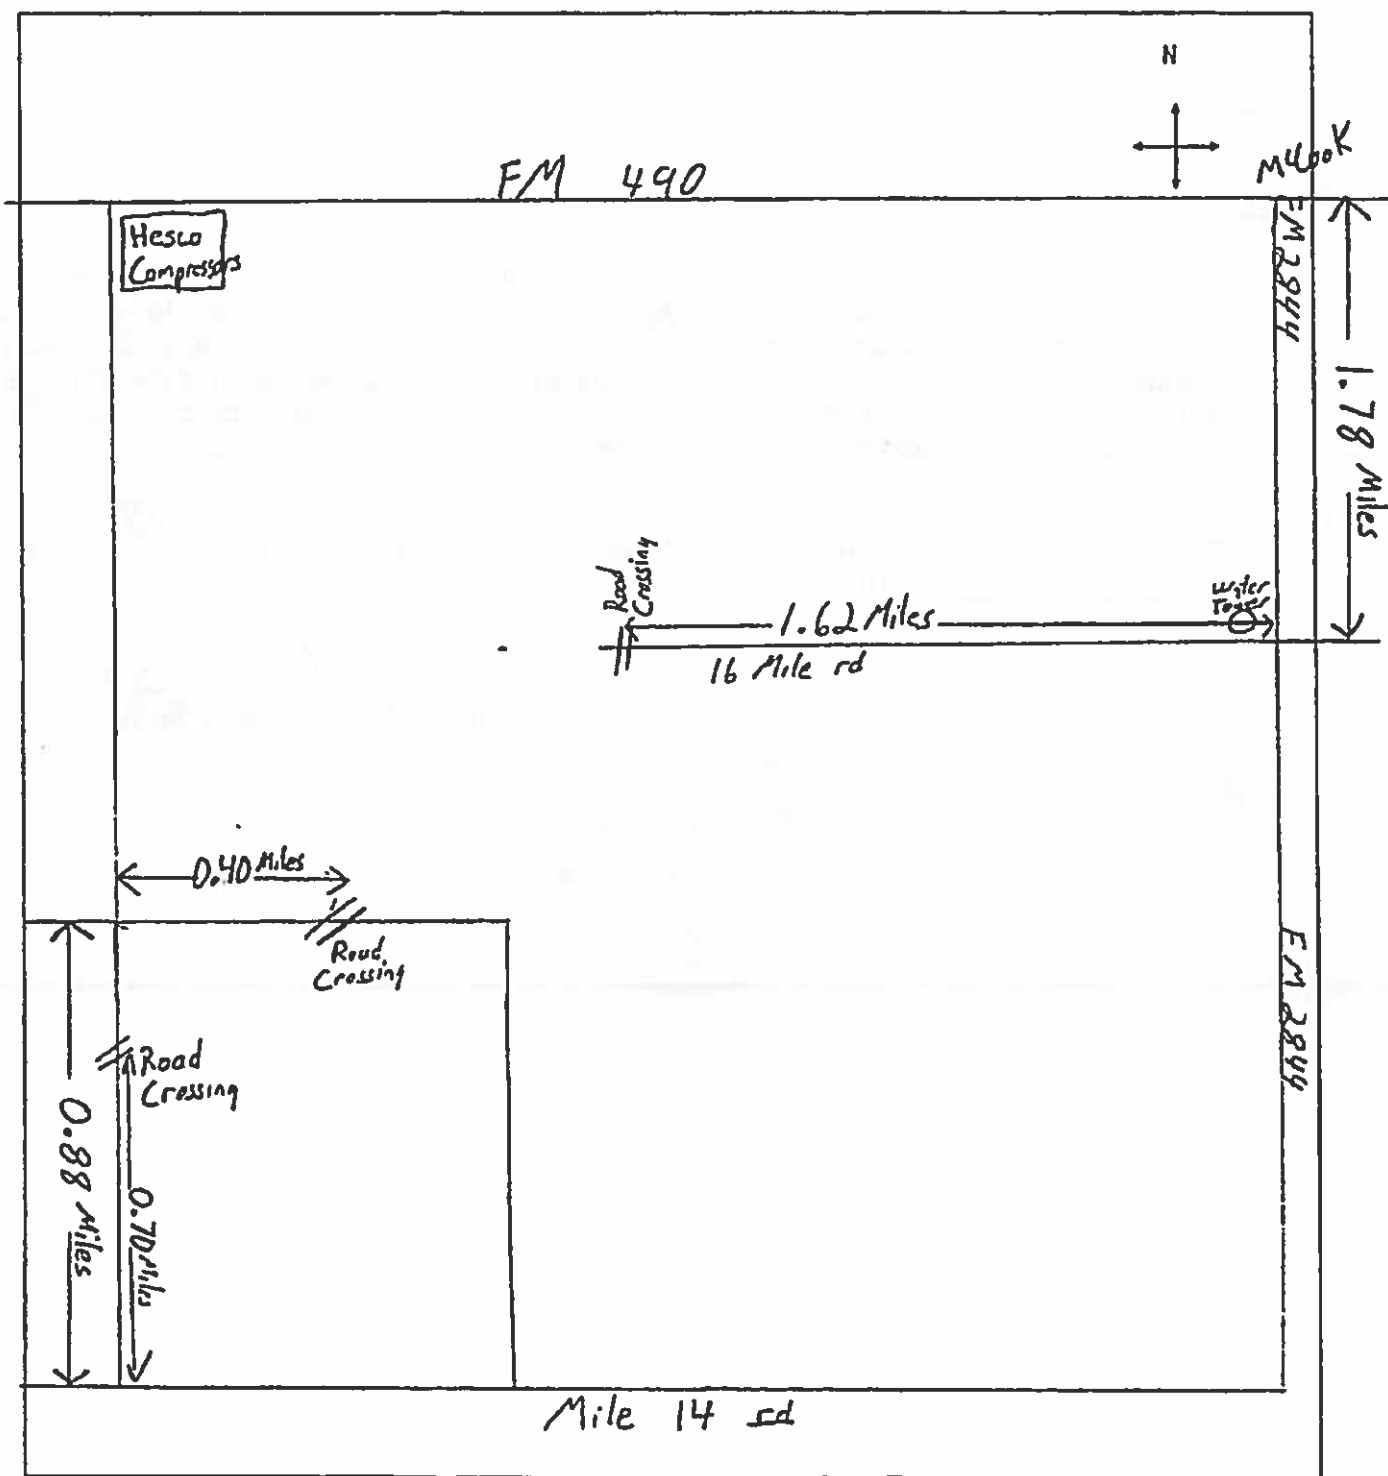 N
McCook
FM 490
Hesco
Compressors
FM 2844
1.78 Miles
Road
Crossing
Water
Tower
1.62 Miles
16 Mile rd
0.40 Miles
Road
Crossing
FM 2844
Road
Crossing
0.88 Miles
0.70 Miles
Mile 14 rd